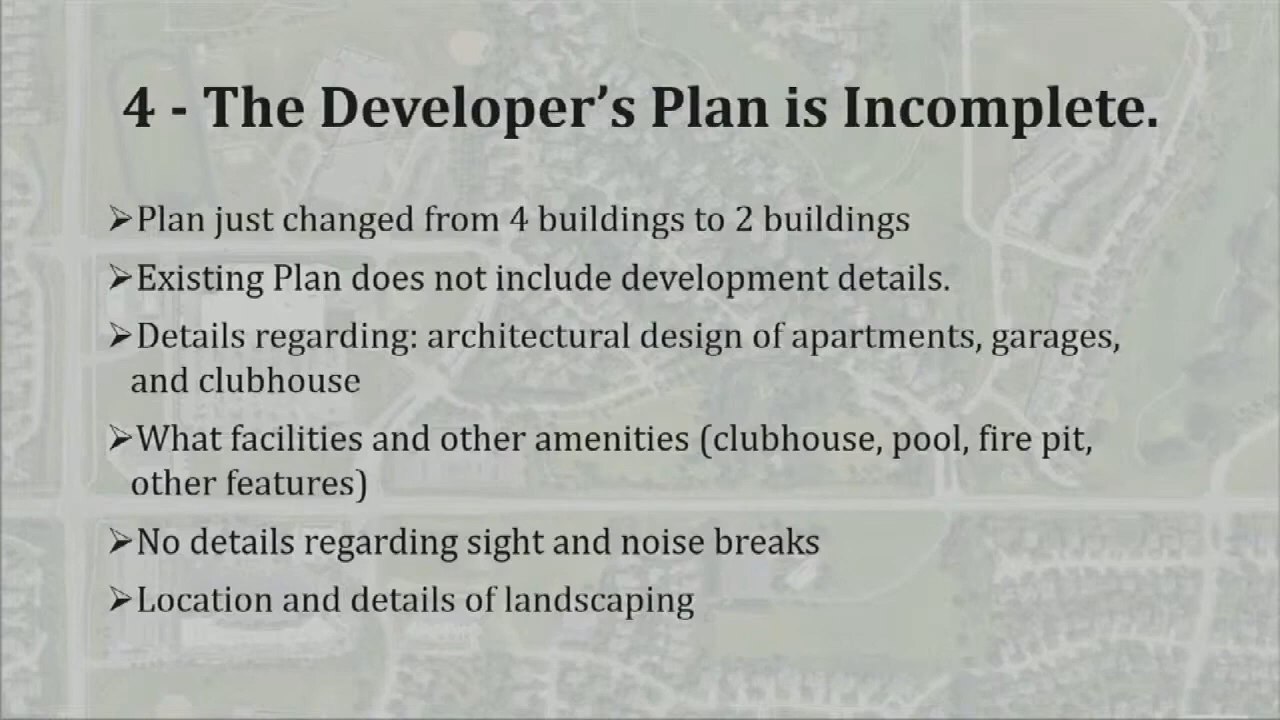 4 - The Developer’s Plan is Incomplete.
➢Plan just changed from 4 buildings to 2 buildings
➢Existing Plan does not include development details.
➢Details regarding: architectural design of apartments, garages,
and clubhouse
➢What facilities and other amenities (clubhouse, pool, fire pit,
other features)
➢No details regarding sight and noise breaks
➢Location and details of landscaping